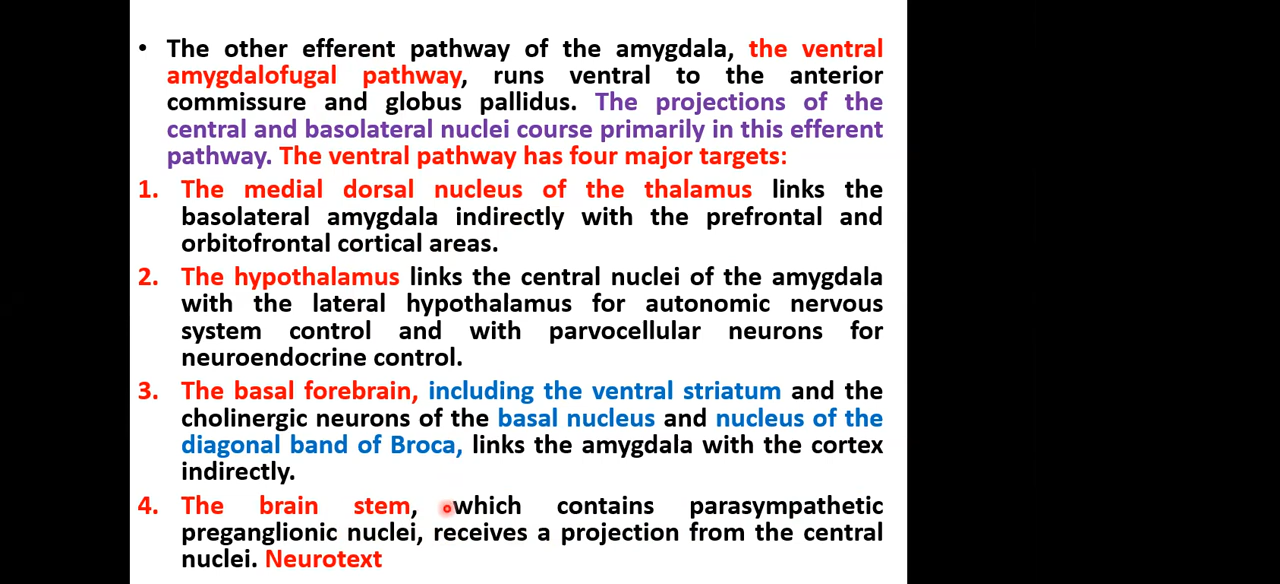 • The other efferent pathway of the amygdala, the ventral
amygdalofugal pathway, runs ventral to the anterior
commissure and globus pallidus. The projections of the
central and basolateral nuclei course primarily in this efferent
pathway. The ventral pathway has four major targets:
1. The medial dorsal nucleus of the thalamus links the
basolateral amygdala indirectly with the prefrontal and
orbitofrontal cortical areas.
2. The hypothalamus links the central nuclei of the amygdala
with the lateral hypothalamus for autonomic nervous
system control and with parvocellular neurons for
neuroendocrine control.
3. The basal forebrain, including the ventral striatum and the
cholinergic neurons of the basal nucleus and nucleus of the
diagonal band of Broca, links the amygdala with the cortex
indirectly.
4. The brain stem, which contains parasympathetic
preganglionic nuclei, receives a projection from the central
nuclei. Neurotext